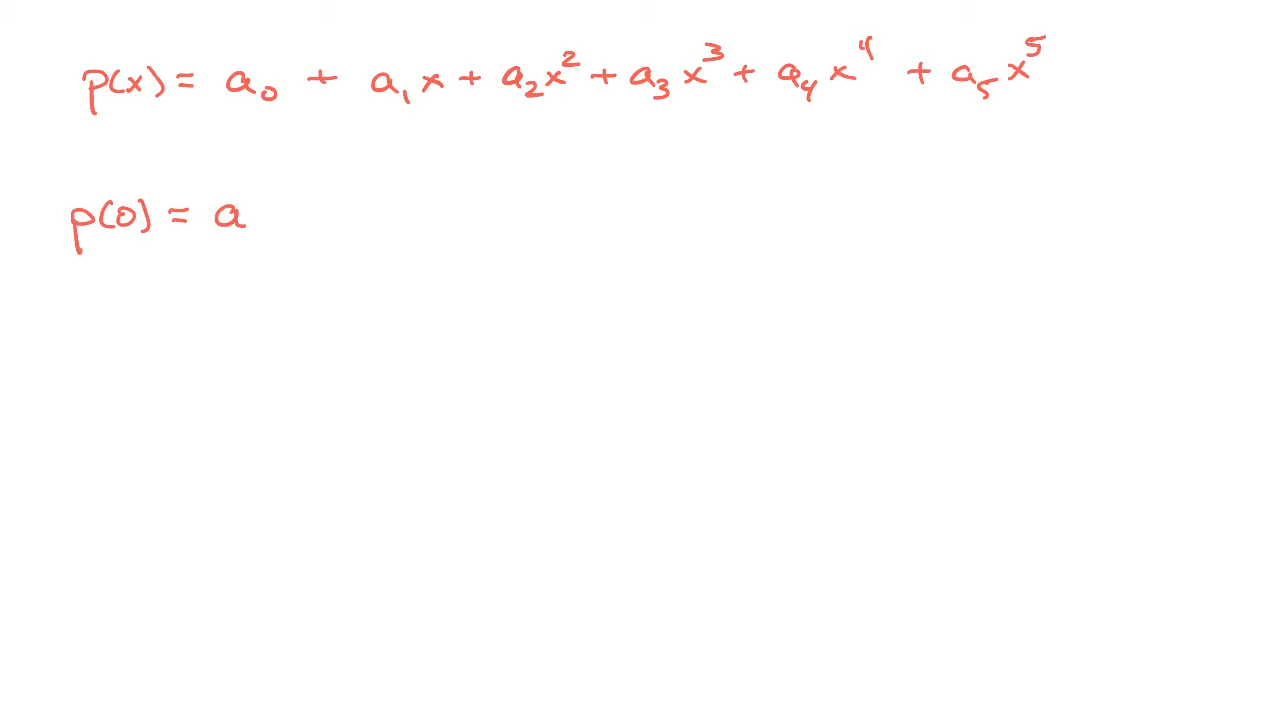 p(x) = a₀ + a₁x + a₂x² + a₃x³ + a₄x⁴ + a₅x⁵
p(0) = a